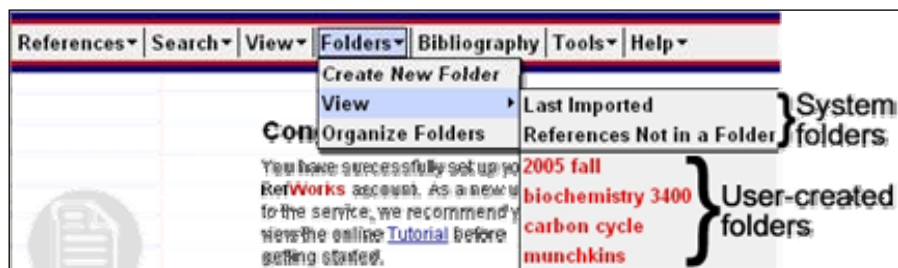 References Search View Folders Bibliography Tools Help
Create New Folder
View
Organize Folders
Last Imported
References Not in a Folder
System
folders
2005 fall
biochemistry 3400
carbon cycle
munchkins
User-created
folders
Con
You have successfully set up yo
RefWorks account. As a new u
to the service, we recommend y
view the online Tutorial before
getting started.